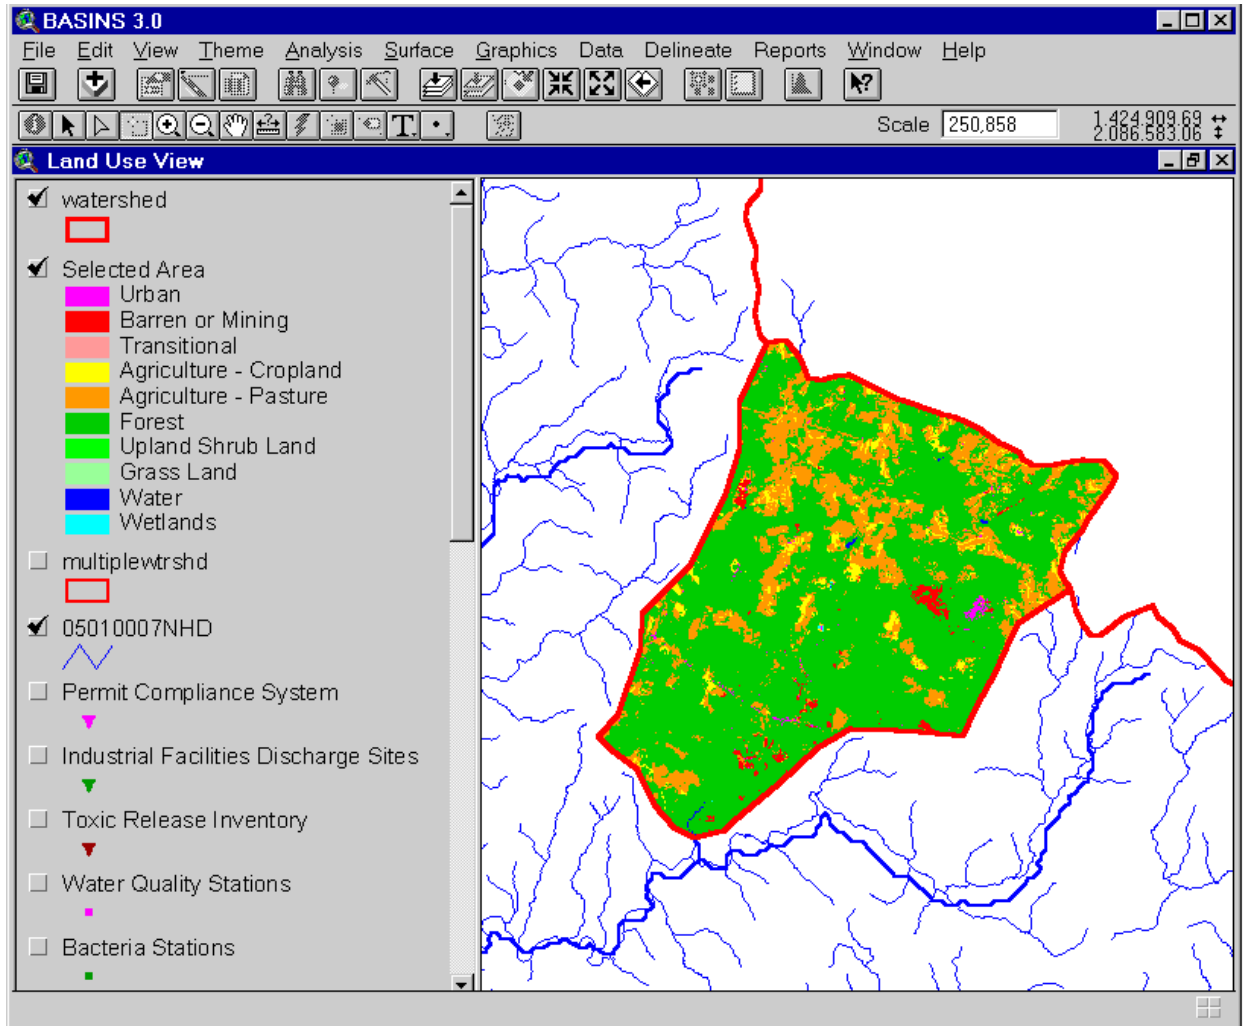 BASINS 3.0
File Edit View Theme Analysis Surface Graphics Data Delineate Reports Window Help
Scale 250,858 1,424,909.69
2,086,583.06
Land Use View
watershed
Selected Area
Urban
Barren or Mining
Transitional
Agriculture - Cropland
Agriculture - Pasture
Forest
Upland Shrub Land
Grass Land
Water
Wetlands
multiplewtrshd
05010007NHD
Permit Compliance System
Industrial Facilities Discharge Sites
Toxic Release Inventory
Water Quality Stations
Bacteria Stations